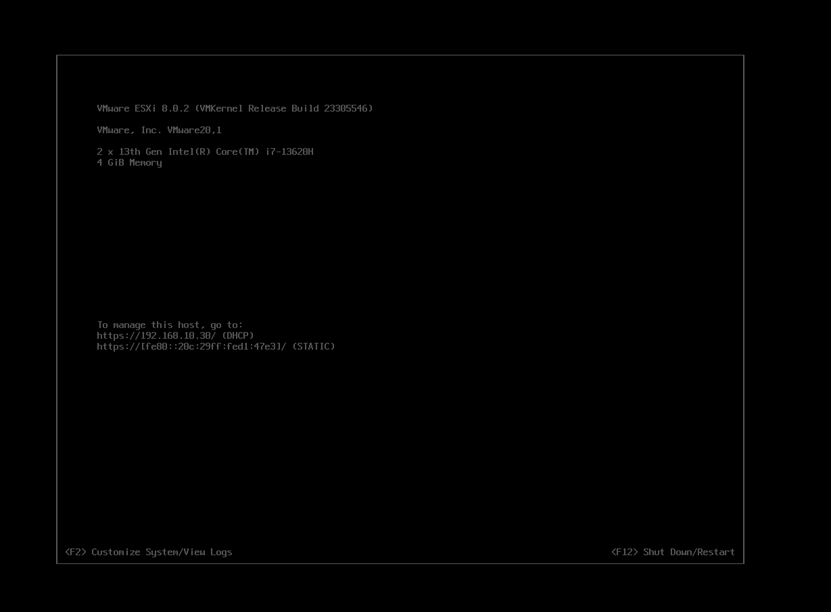 VMware ESXi 8.0.2 (VMKernel Release Build 23305546)
VMware, Inc. VMware20,1
2 x 13th Gen Intel(R) Core(TM) i7-13620H
4 GiB Memory
To manage this host, go to:
https://192.168.10.30/ (DHCP)
https://[fe80::20c:29ff:fed1:47e3]/ (STATIC)
<F2> Customize System/View Logs
<F12> Shut Down/Restart